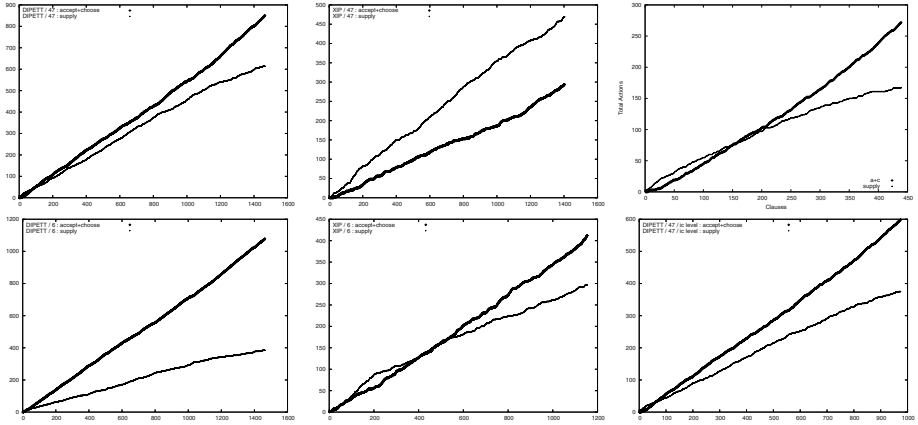 DIPETT / 47 : accept+choose
DIPETT / 47 : supply
900
800
700
600
500
400
300
200
100
0
0 200 400 600 800 1000 1200 1400 1600
XIP / 47 : accept+choose
XIP / 47 : supply
500
450
400
350
300
250
200
150
100
50
0
0 200 400 600 800 1000 1200 1400 1600
300
250
200
150
100
50
0
Total Actions
a+c
supply
0 50 100 150 200 250 300 350 400 450
Clauses
DIPETT / 6 : accept+choose
DIPETT / 6 : supply
1200
1000
800
600
400
200
0
0 200 400 600 800 1000 1200 1400 1600
XIP / 6 : accept+choose
XIP / 6 : supply
450
400
350
300
250
200
150
100
50
0
0 200 400 600 800 1000 1200
DIPETT / 47 / ic level : accept+choose
DIPETT / 47 / ic level : supply
600
500
400
300
200
100
0
0 100 200 300 400 500 600 700 800 900 1000